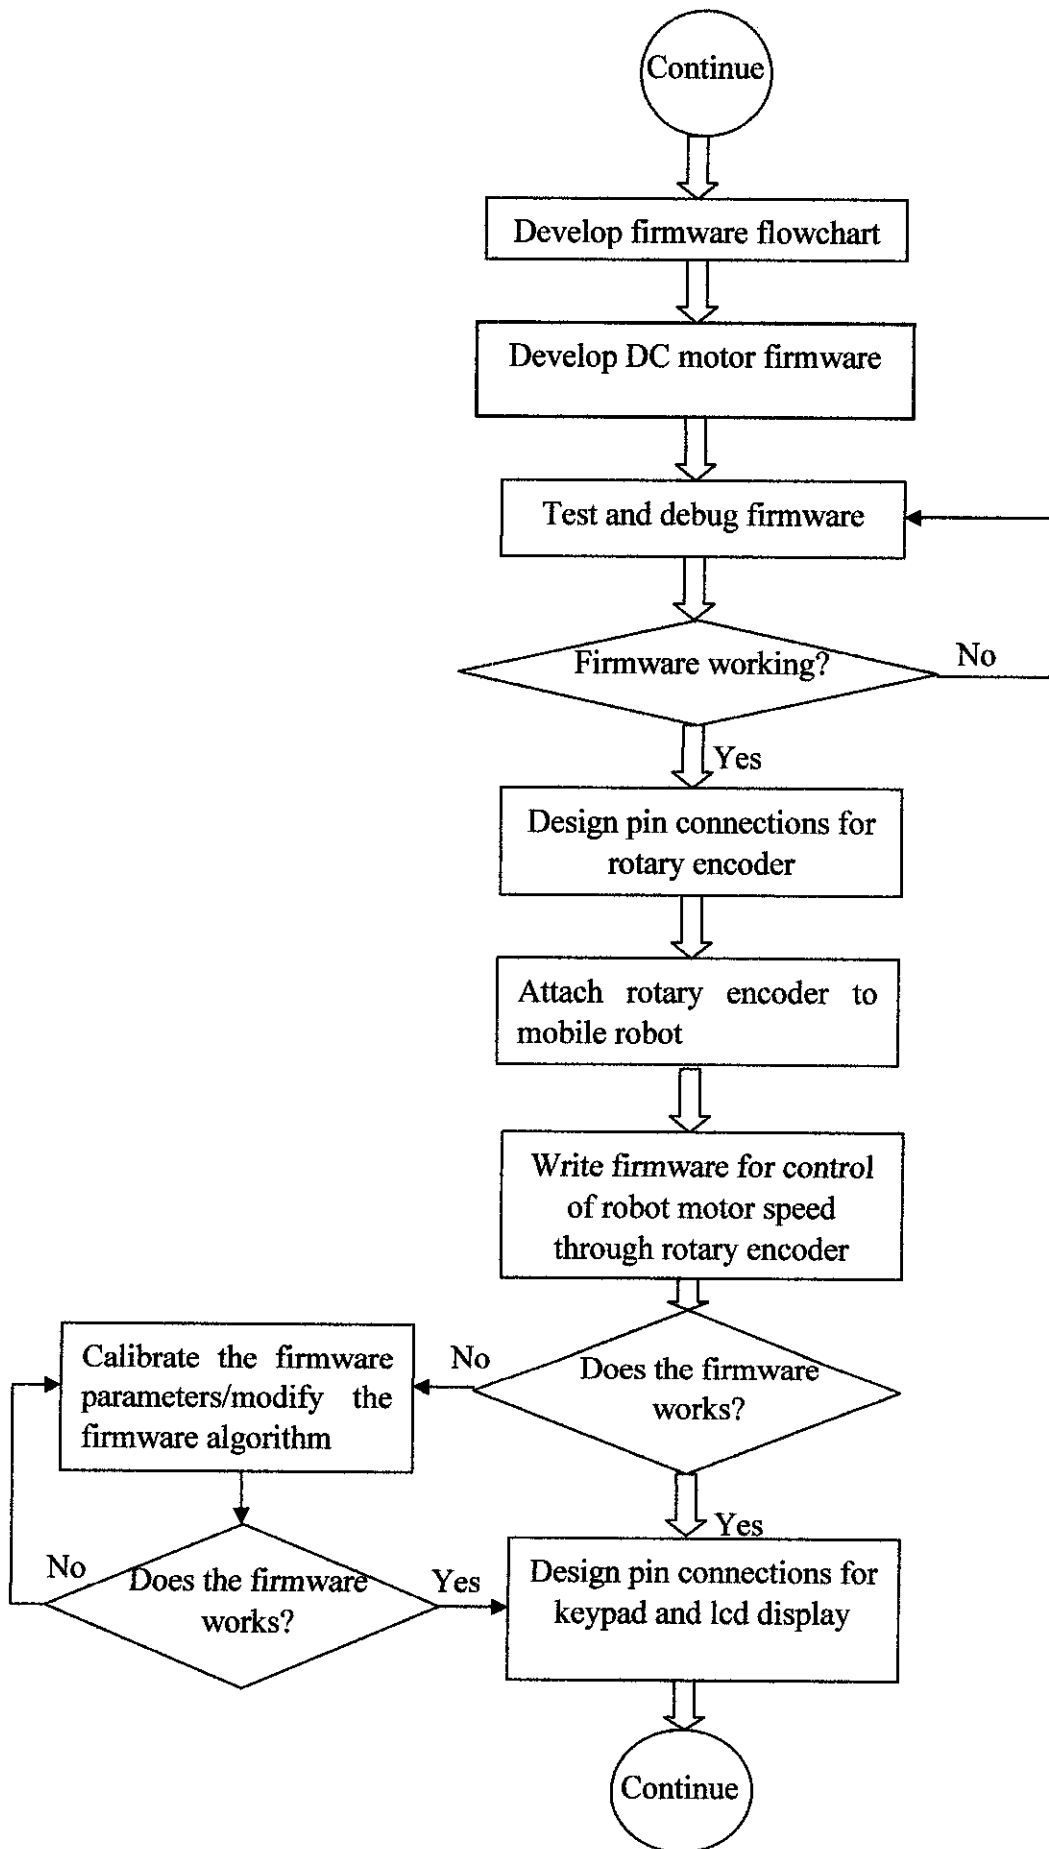 Continue
Develop firmware flowchart
Develop DC motor firmware
Test and debug firmware
Firmware working?
No
Yes
Design pin connections for
rotary encoder
Attach rotary encoder to
mobile robot
Write firmware for control
of robot motor speed
through rotary encoder
Does the firmware
works?
No
Calibrate the firmware
parameters/modify the
firmware algorithm
Yes
Does the firmware
works?
No
Yes
Design pin connections for
keypad and lcd display
Continue